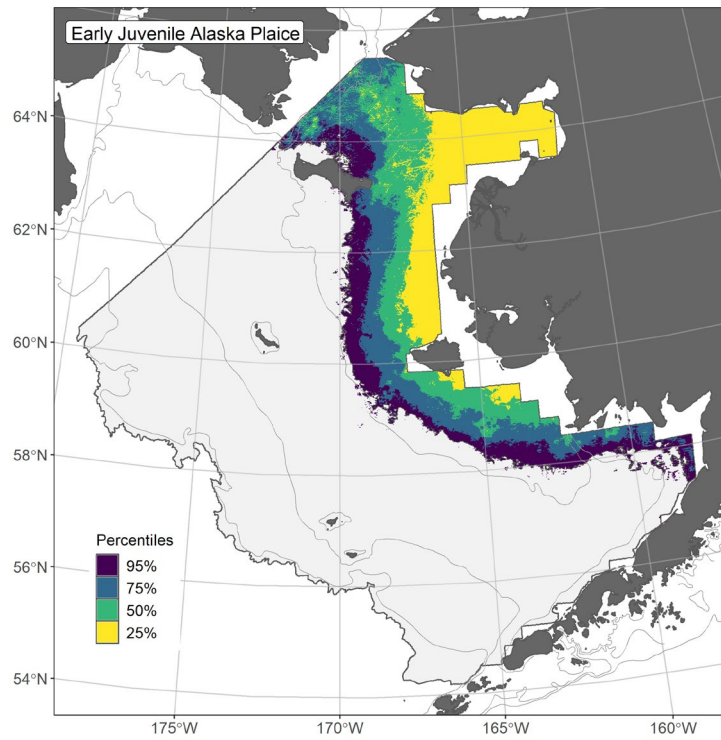 Early Juvenile Alaska Plaice
64°N
62°N
60°N
58°N
56°N
54°N
Percentiles
95%
75%
50%
25%
175°W
170°W
165°W
160°W